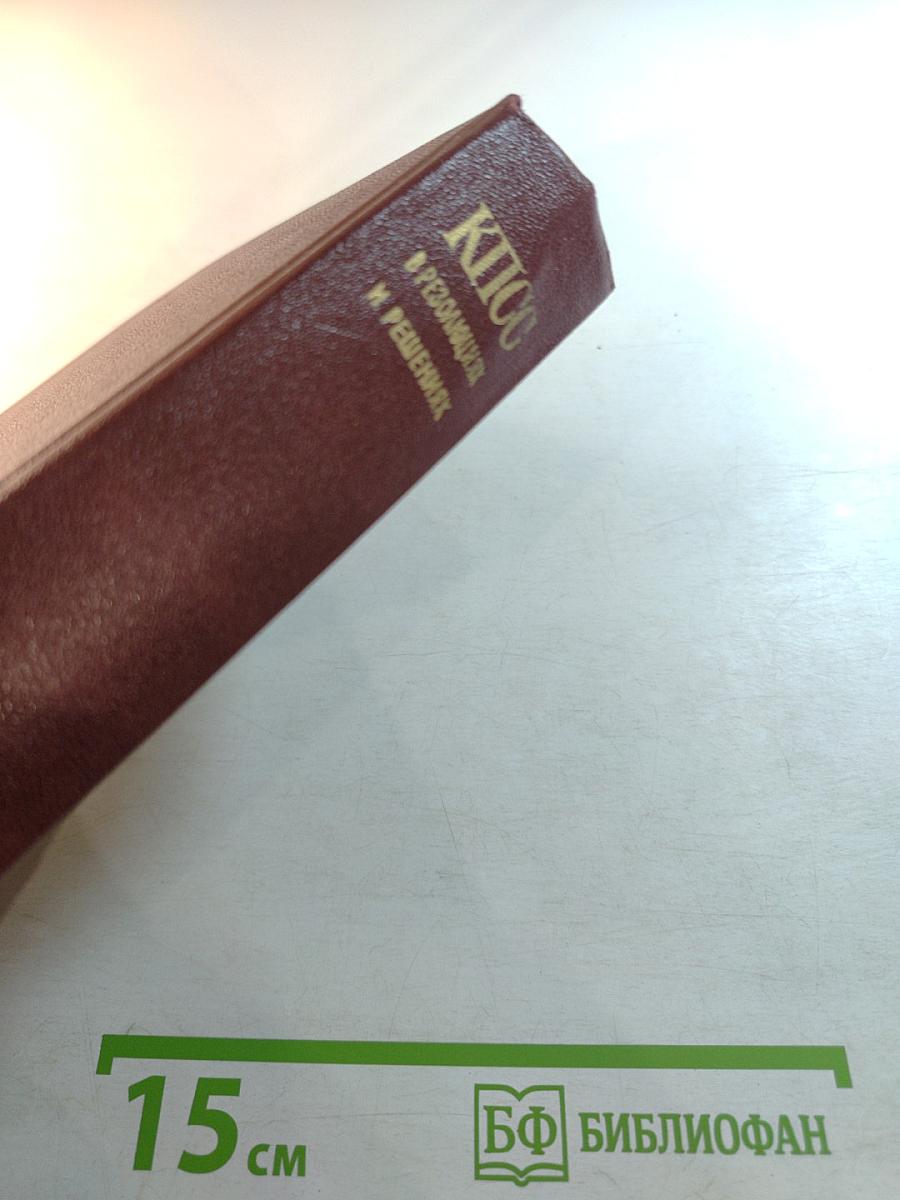 КПСС
В РЕЗОЛЮЦИЯХ
И РЕШЕНИЯХ
15 см
БФ БИБЛИОФАН